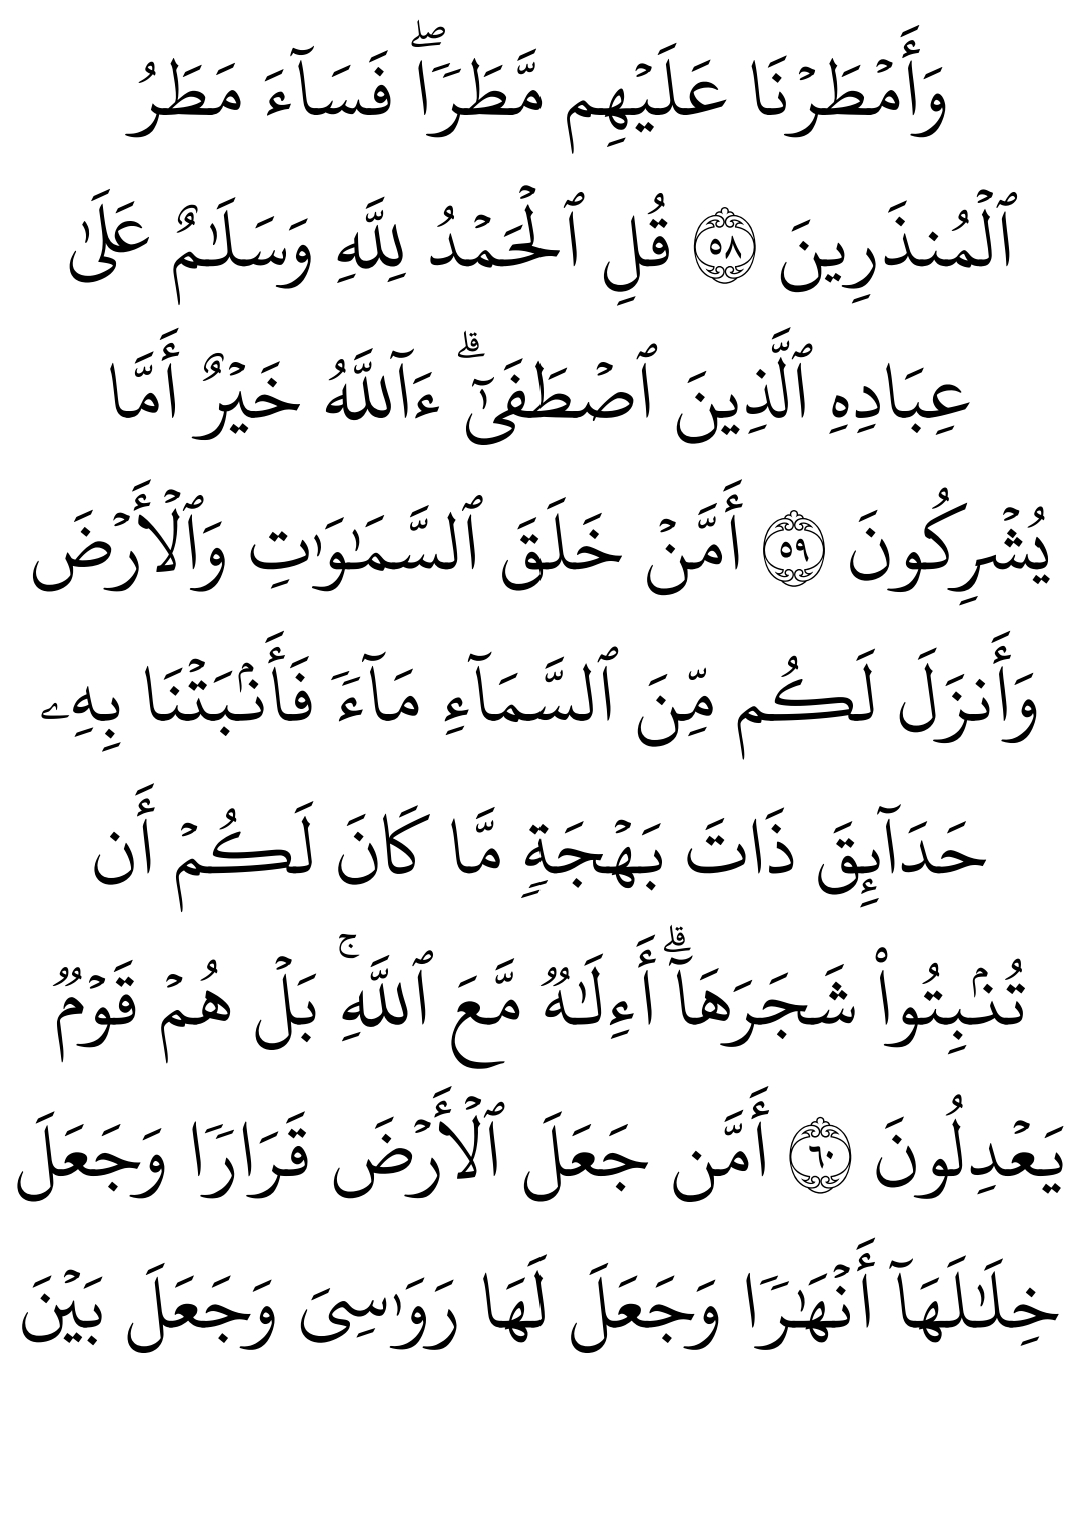 وَأَمۡطَرۡنَا عَلَيۡهِم مَّطَرٗاۖ فَسَآءَ مَطَرُ
ٱلۡمُنذَرِينَ ٥٨ قُلِ ٱلۡحَمۡدُ لِلَّهِ وَسَلَٰمٌ عَلَىٰ
عِبَادِهِ ٱلَّذِينَ ٱصۡطَفَىٰٓۗ ءَآللَّهُ خَيۡرٌ أَمَّا
يُشۡرِكُونَ ٥٩ أَمَّنۡ خَلَقَ ٱلسَّمَٰوَٰتِ وَٱلۡأَرۡضَ
وَأَنزَلَ لَكُم مِّنَ ٱلسَّمَآءِ مَآءٗ فَأَنۢبَتۡنَا بِهِۦ
حَدَآئِقَ ذَاتَ بَهۡجَةٖ مَّا كَانَ لَكُمۡ أَن
تُنۢبِتُواْ شَجَرَهَآۗ أَءِلَٰهٞ مَّعَ ٱللَّهِۚ بَلۡ هُمۡ قَوۡمٞ
يَعۡدِلُونَ ٦٠ أَمَّن جَعَلَ ٱلۡأَرۡضَ قَرَارٗا وَجَعَلَ
خِلَٰلَهَآ أَنۡهَٰرٗا وَجَعَلَ لَهَا رَوَٰسِيَ وَجَعَلَ بَيۡنَ